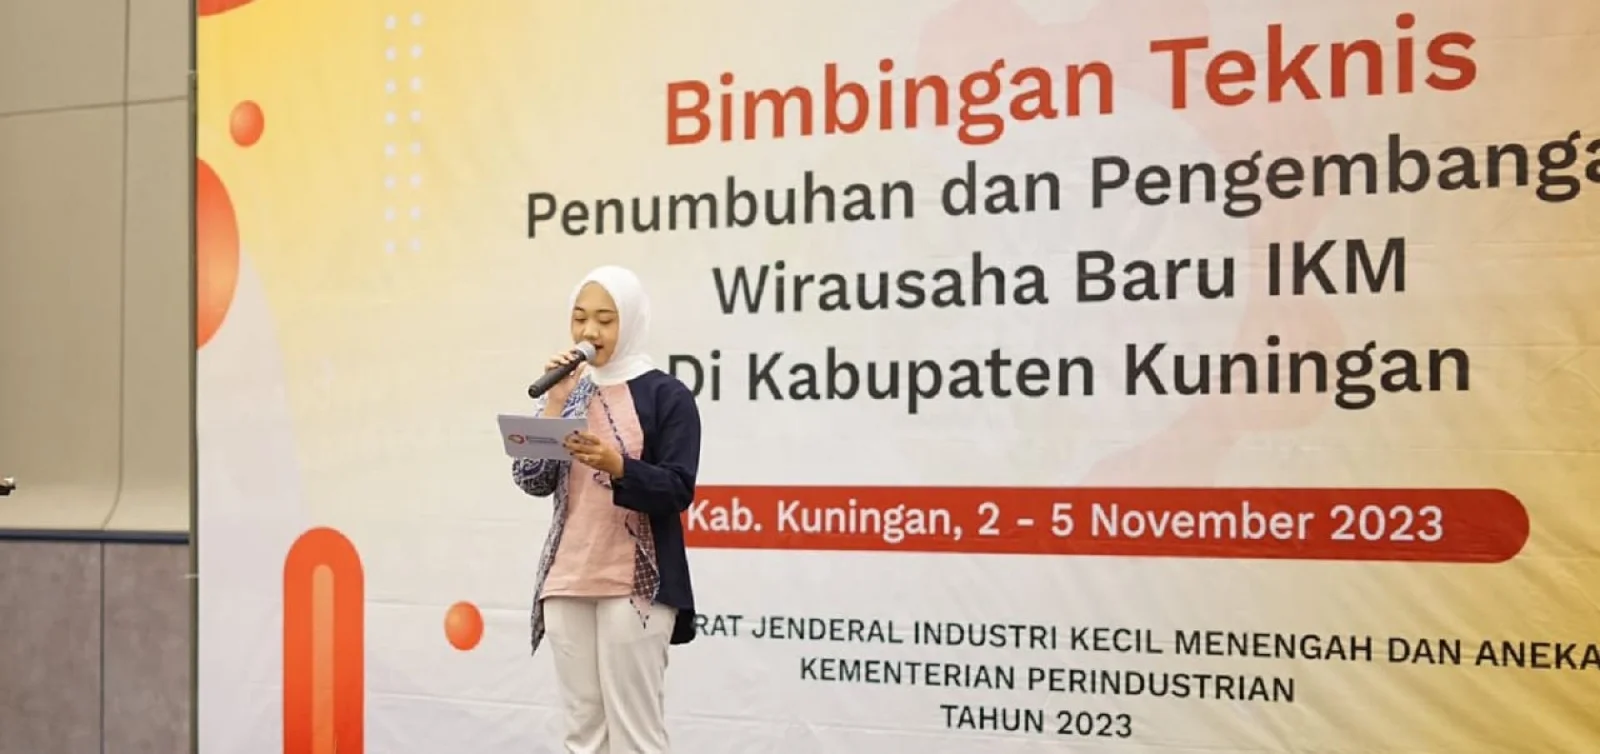 Bimbingan Teknis
Penumbuhan dan Pengembanga
Wirausaha Baru IKM
Di Kabupaten Kuningan
Kab. Kuningan, 2 - 5 November 2023
RAT JENDERAL INDUSTRI KECIL MENENGAH DAN ANEKA
KEMENTERIAN PERINDUSTRIAN
TAHUN 2023